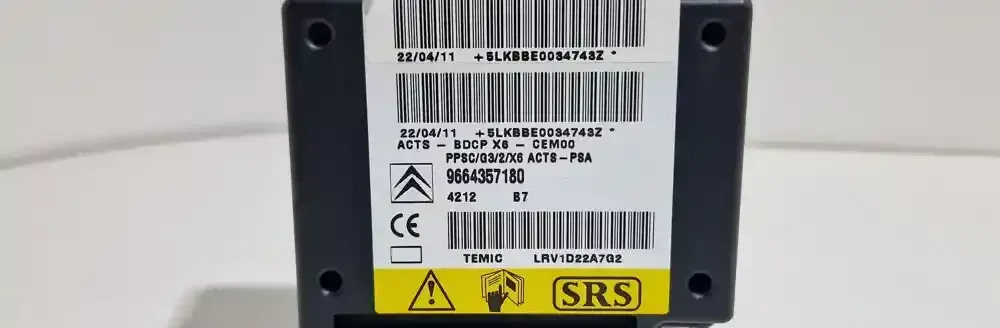 22/04/11 +5LKBBE0034743Z *
22/04/11 +5LKBBE0034743Z *
ACTS - BDCP X6 - CEM00
PPSC/G3/2/X6 ACTS-PSA
9664357180
4212 B7
CE
TEMIC LRV1D22A7G2
SRS